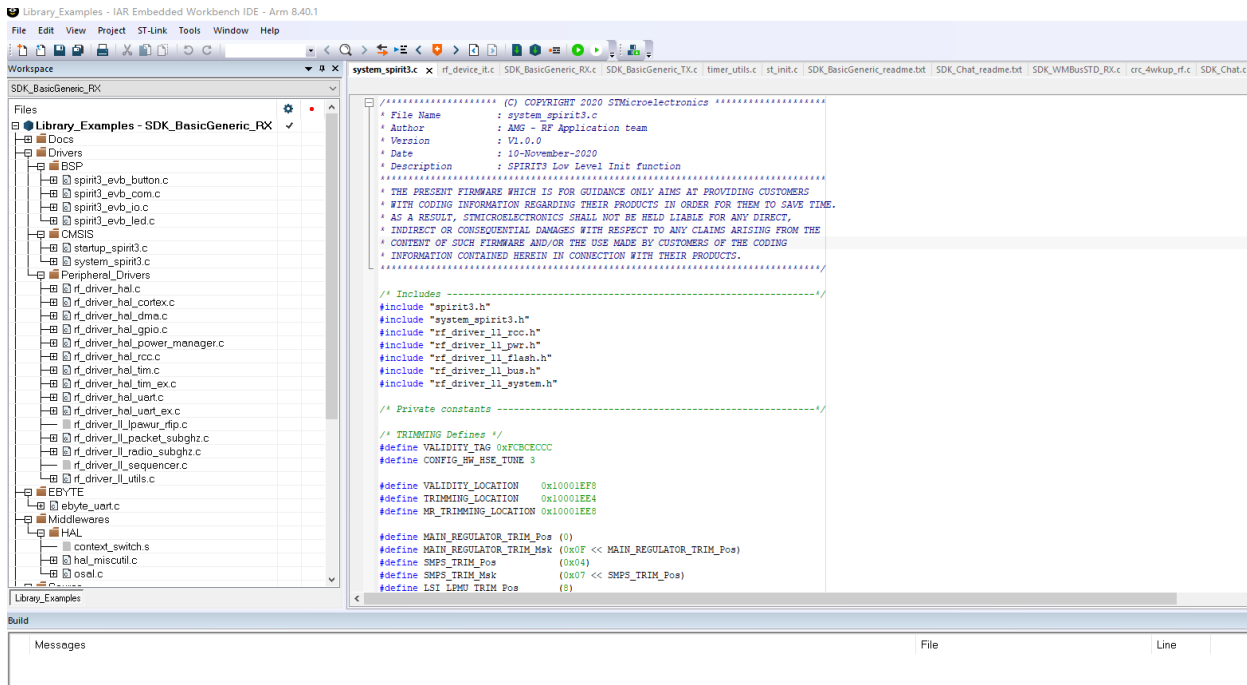 Library_Examples - IAR Embedded Workbench IDE - Arm 8.40.1
File Edit View Project ST-Link Tools Window Help
Workspace
SDK_BasicGeneric_RX
Files
Library_Examples - SDK_BasicGeneric_RX
Docs
Drivers
BSP
spirit3_evb_button.c
spirit3_evb_com.c
spirit3_evb_io.c
spirit3_evb_led.c
CMSIS
startup_spirit3.c
system_spirit3.c
Peripheral_Drivers
rf_driver_hal.c
rf_driver_hal_cortex.c
rf_driver_hal_dma.c
rf_driver_hal_gpio.c
rf_driver_hal_power_manager.c
rf_driver_hal_rcc.c
rf_driver_hal_tim.c
rf_driver_hal_tim_ex.c
rf_driver_hal_uart.c
rf_driver_hal_uart_ex.c
rf_driver_ll_lpawur_rfip.c
rf_driver_ll_packet_subghz.c
rf_driver_ll_radio_subghz.c
rf_driver_ll_sequencer.c
rf_driver_ll_utils.c
EBYTE
ebyte_uart.c
Middlewares
HAL
context_switch.s
hal_miscutil.c
osal.c
Library_Examples
system_spirit3.c x rf_device_it.c SDK_BasicGeneric_RX.c SDK_BasicGeneric_TX.c timer_utils.c st_init.c SDK_BasicGeneric_readme.txt SDK_Chat_readme.txt SDK_WMBusSTD_RX.c crc_4wkup_rf.c SDK_Chat.c
/******************** (C) COPYRIGHT 2020 STMicroelectronics ********************
* File Name : system_spirit3.c
* Author : AMG - RF Application team
* Version : V1.0.0
* Date : 10-November-2020
* Description : SPIRIT3 Low Level Init function
********************************************************************************
* THE PRESENT FIRMWARE WHICH IS FOR GUIDANCE ONLY AIMS AT PROVIDING CUSTOMERS
* WITH CODING INFORMATION REGARDING THEIR PRODUCTS IN ORDER FOR THEM TO SAVE TIME.
* AS A RESULT, STMICROELECTRONICS SHALL NOT BE HELD LIABLE FOR ANY DIRECT,
* INDIRECT OR CONSEQUENTIAL DAMAGES WITH RESPECT TO ANY CLAIMS ARISING FROM THE
* CONTENT OF SUCH FIRMWARE AND/OR THE USE MADE BY CUSTOMERS OF THE CODING
* INFORMATION CONTAINED HEREIN IN CONNECTION WITH THEIR PRODUCTS.
*******************************************************************************/
/* Includes ------------------------------------------------------------------*/
#include "spirit3.h"
#include "system_spirit3.h"
#include "rf_driver_ll_rcc.h"
#include "rf_driver_ll_pwr.h"
#include "rf_driver_ll_flash.h"
#include "rf_driver_ll_bus.h"
#include "rf_driver_ll_system.h"
/* Private constants ----------------------------------------------------------*/
/* TRIMMING Defines */
#define VALIDITY_TAG 0xFCBCECCC
#define CONFIG_HW_HSE_TUNE 3
#define VALIDITY_LOCATION 0x10001EF8
#define TRIMMING_LOCATION 0x10001EE4
#define MR_TRIMMING_LOCATION 0x10001EE8
#define MAIN_REGULATOR_TRIM_Pos (0)
#define MAIN_REGULATOR_TRIM_Msk (0x0F << MAIN_REGULATOR_TRIM_Pos)
#define SMPS_TRIM_Pos (0x04)
#define SMPS_TRIM_Msk (0x07 << SMPS_TRIM_Pos)
#define LSI_LPMU_TRIM_Pos (8)
Build
Messages File Line